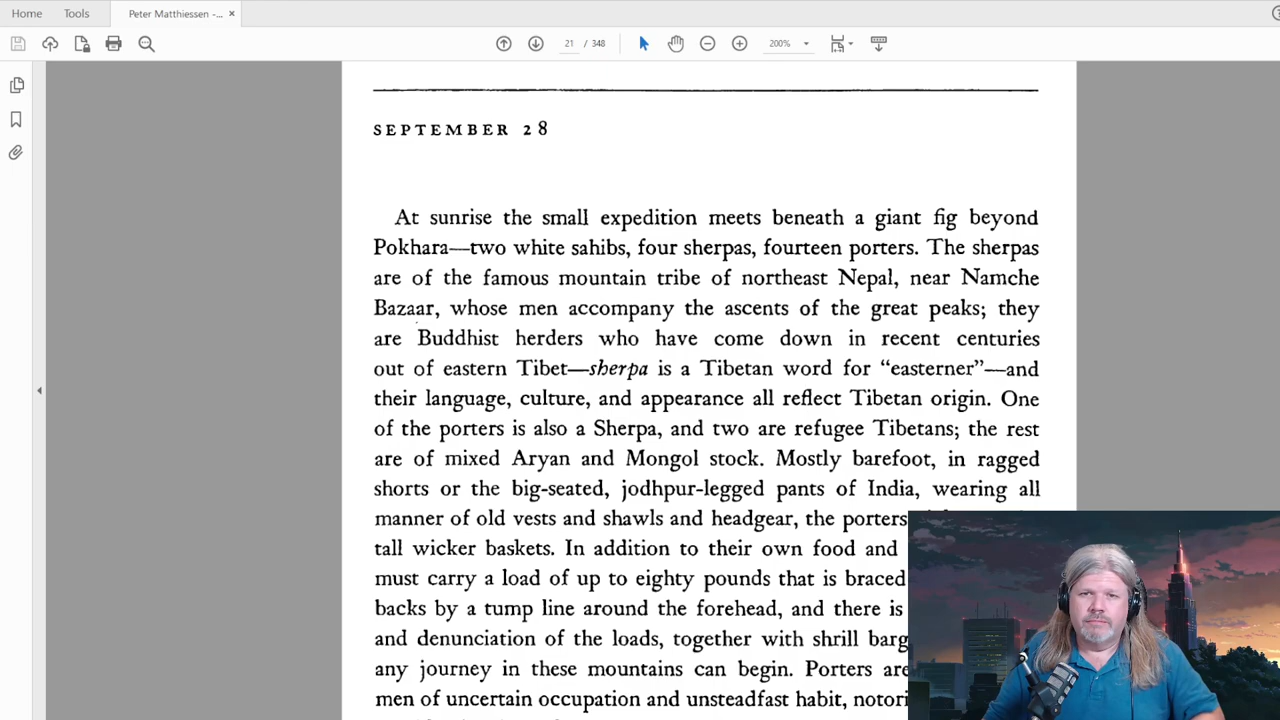 Home Tools Peter Matthiessen -... ×
21 / 348 200%
SEPTEMBER 28
At sunrise the small expedition meets beneath a giant fig beyond
Pokhara—two white sahibs, four sherpas, fourteen porters. The sherpas
are of the famous mountain tribe of northeast Nepal, near Namche
Bazaar, whose men accompany the ascents of the great peaks; they
are Buddhist herders who have come down in recent centuries
out of eastern Tibet—sherpa is a Tibetan word for “easterner”—and
their language, culture, and appearance all reflect Tibetan origin. One
of the porters is also a Sherpa, and two are refugee Tibetans; the rest
are of mixed Aryan and Mongol stock. Mostly barefoot, in ragged
shorts or the big-seated, jodhpur-legged pants of India, wearing all
manner of old vests and shawls and headgear, the porters
tall wicker baskets. In addition to their own food and
must carry a load of up to eighty pounds that is braced
backs by a tump line around the forehead, and there is
and denunciation of the loads, together with shrill barg
any journey in these mountains can begin. Porters are
men of uncertain occupation and unsteadfast habit, notori